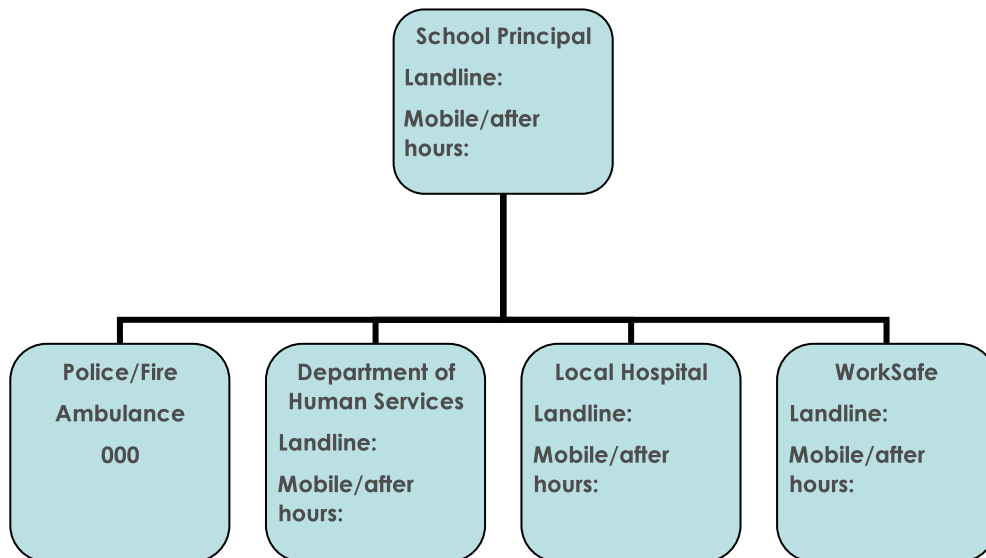 School Principal
Landline:
Mobile/after
hours:
Police/Fire
Ambulance
000
Department of
Human Services
Landline:
Mobile/after
hours:
Local Hospital
Landline:
Mobile/after
hours:
WorkSafe
Landline:
Mobile/after
hours: